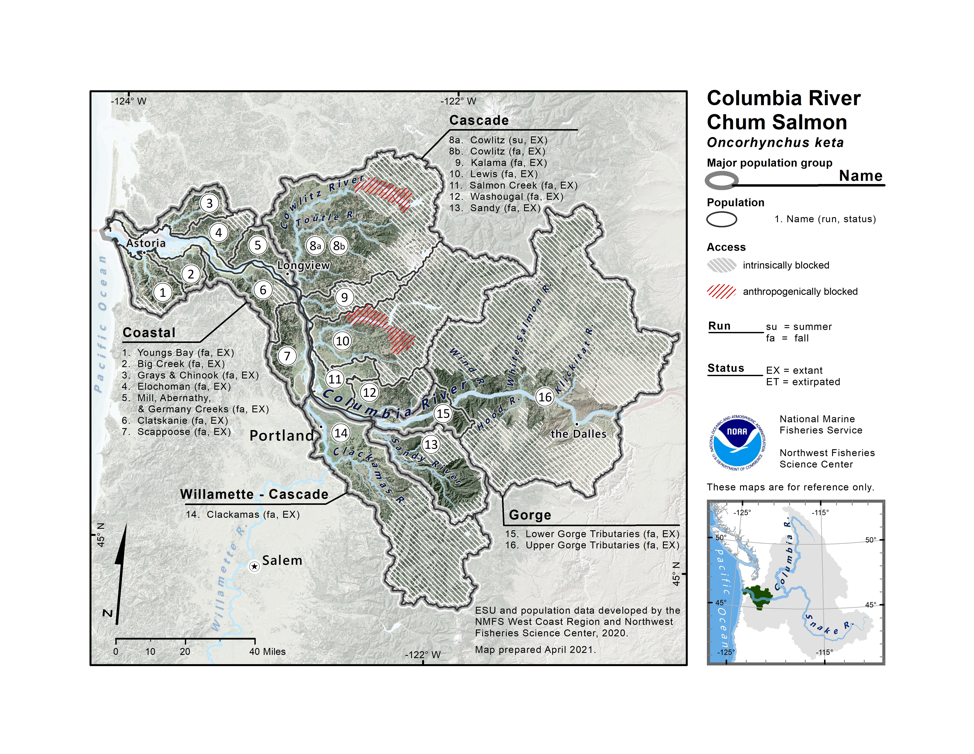 -124° W
-122° W
Cascade
8a. Cowlitz (su, EX)
8b. Cowlitz (fa, EX)
9. Kalama (fa, EX)
10. Lewis (fa, EX)
11. Salmon Creek (fa, EX)
12. Washougal (fa, EX)
13. Sandy (fa, EX)
Cowlitz River
Toutle R.
3
4
5
8a
8b
Astoria
Longview
2
1
6
9
10
7
11
12
Pacific Ocean
Coastal
1. Youngs Bay (fa, EX)
2. Big Creek (fa, EX)
3. Grays & Chinook (fa, EX)
4. Elochoman (fa, EX)
5. Mill, Abernathy,
& Germany Creeks (fa, EX)
6. Clatskanie (fa, EX)
7. Scappoose (fa, EX)
Columbia River
Wind R.
White Salmon R.
Hood R.
Klickitat R.
15
16
the Dalles
Portland
14
13
Sandy River
Clackamas R.
Willamette - Cascade
14. Clackamas (fa, EX)
Gorge
15. Lower Gorge Tributaries (fa, EX)
16. Upper Gorge Tributaries (fa, EX)
45° N
45° N
Salem
Willamette R.
N
0 10 20 40 Miles
-122° W
ESU and population data developed by the
NMFS West Coast Region and Northwest
Fisheries Science Center, 2020.
Map prepared April 2021.
Columbia River
Chum Salmon
Oncorhynchus keta
Major population group
Name
Population
1. Name (run, status)
Access
intrinsically blocked
anthropogenically blocked
Run
su = summer
fa = fall
Status
EX = extant
ET = extirpated
NOAA
NATIONAL OCEANIC AND ATMOSPHERIC ADMINISTRATION
U.S. DEPARTMENT OF COMMERCE
National Marine
Fisheries Service
Northwest Fisheries
Science Center
These maps are for reference only.
-125°
-115°
50°
50°
Columbia R.
Pacific Ocean
45°
45°
Snake R.
-125°
-115°